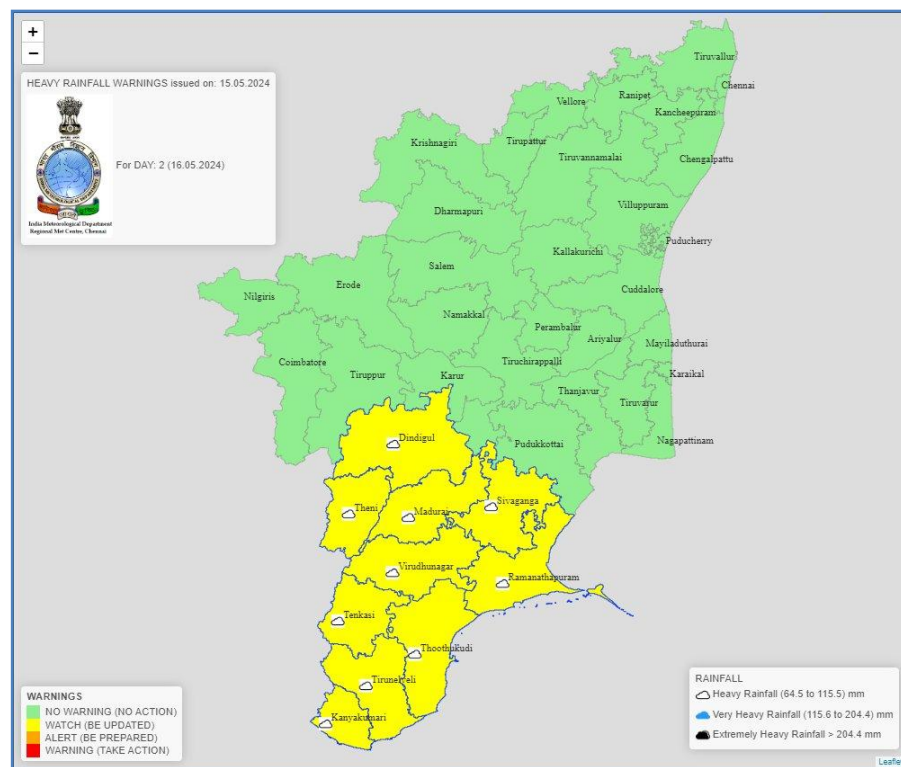 +
−
HEAVY RAINFALL WARNINGS issued on: 15.05.2024
For DAY: 2 (16.05.2024)
India Meteorological Department
Regional Met Centre, Chennai
Tiruvallur
Chennai
Ranipet
Vellore
Kancheepuram
Krishnagiri
Tirupattur
Tiruvannamalai
Chengalpattu
Villuppuram
Dharmapuri
Puducherry
Kallakurichi
Salem
Erode
Cuddalore
Nilgiris
Namakkal
Perambalur
Ariyalur
Mayiladuthurai
Coimbatore
Tiruchirappalli
Tiruppur
Karur
Karaikal
Thanjavur
Tiruvarur
Dindigul
Pudukkottai
Nagapattinam
Theni
Madurai
Sivaganga
Virudhunagar
Ramanathapuram
Tenkasi
Thoothukudi
Tirunelveli
Kanyakumari
WARNINGS
NO WARNING (NO ACTION)
WATCH (BE UPDATED)
ALERT (BE PREPARED)
WARNING (TAKE ACTION)
RAINFALL
Heavy Rainfall (64.5 to 115.5) mm
Very Heavy Rainfall (115.6 to 204.4) mm
Extremely Heavy Rainfall > 204.4 mm